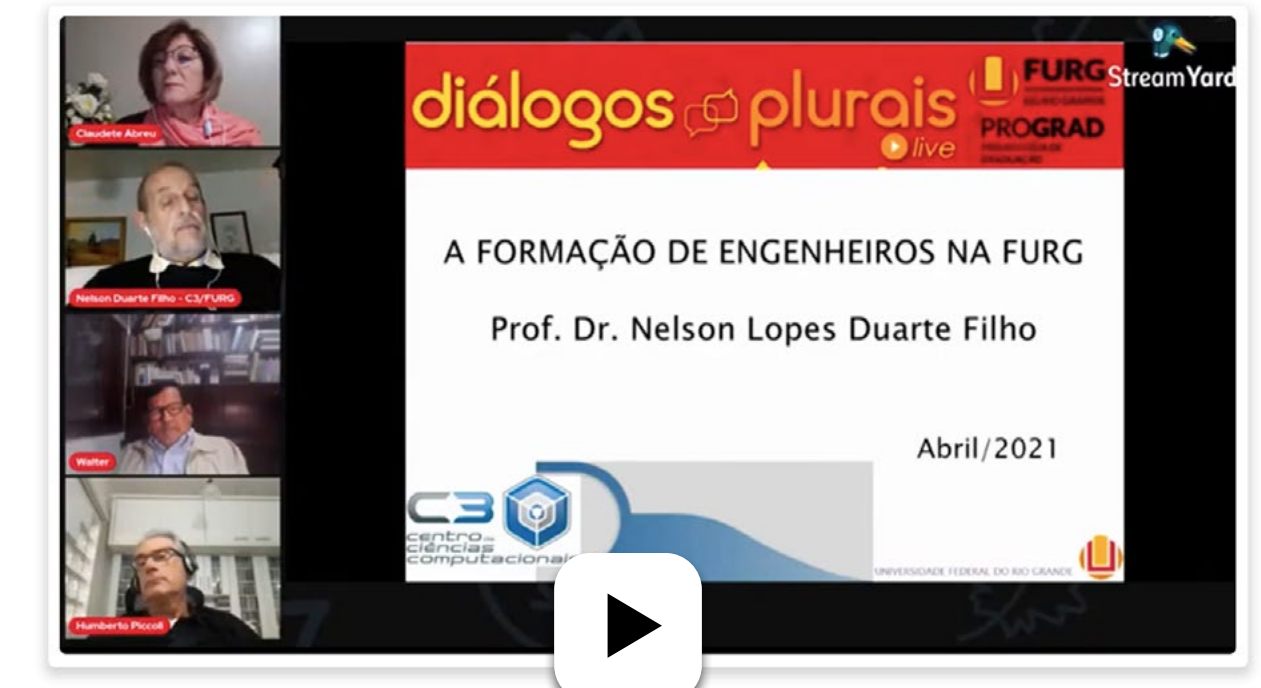 Claudete Abreu
Nelson Duarte Filho - C3/FURG
Walter
Humberto Piccoli
diálogos plurais
live
FURG
PROGRAD
StreamYard
A FORMAÇÃO DE ENGENHEIROS NA FURG
Prof. Dr. Nelson Lopes Duarte Filho
Abril/2021
C3
centro de
ciências
computacionais
UNIVERSIDADE FEDERAL DO RIO GRANDE